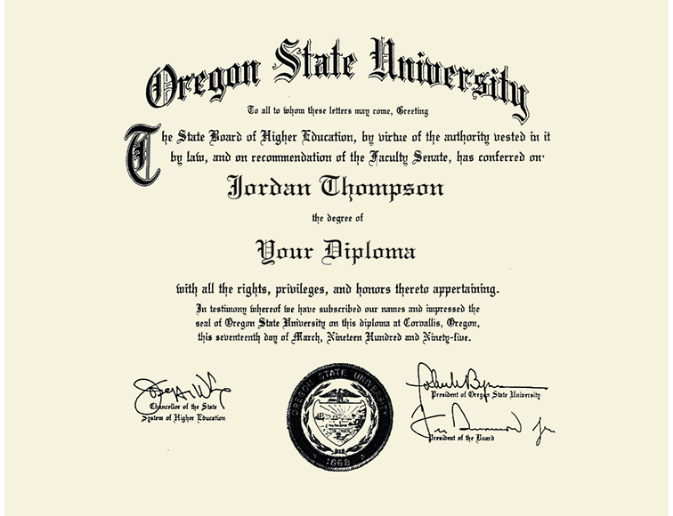 Oregon State University
To all to whom these letters may come, Greeting
The State Board of Higher Education, by virtue of the authority vested in it
by law, and on recommendation of the Faculty Senate, has conferred on
Jordan Thompson
the degree of
Your Diploma
with all the rights, privileges, and honors thereto appertaining.
In testimony whereof we have subscribed our names and impressed the
seal of Oregon State University on this diploma at Corvallis, Oregon,
this seventeenth day of March, Nineteen Hundred and Ninety-five.
Chancellor of the State
System of Higher Education
OREGON STATE UNIVERSITY
1868
President of Oregon State University
President of the Board